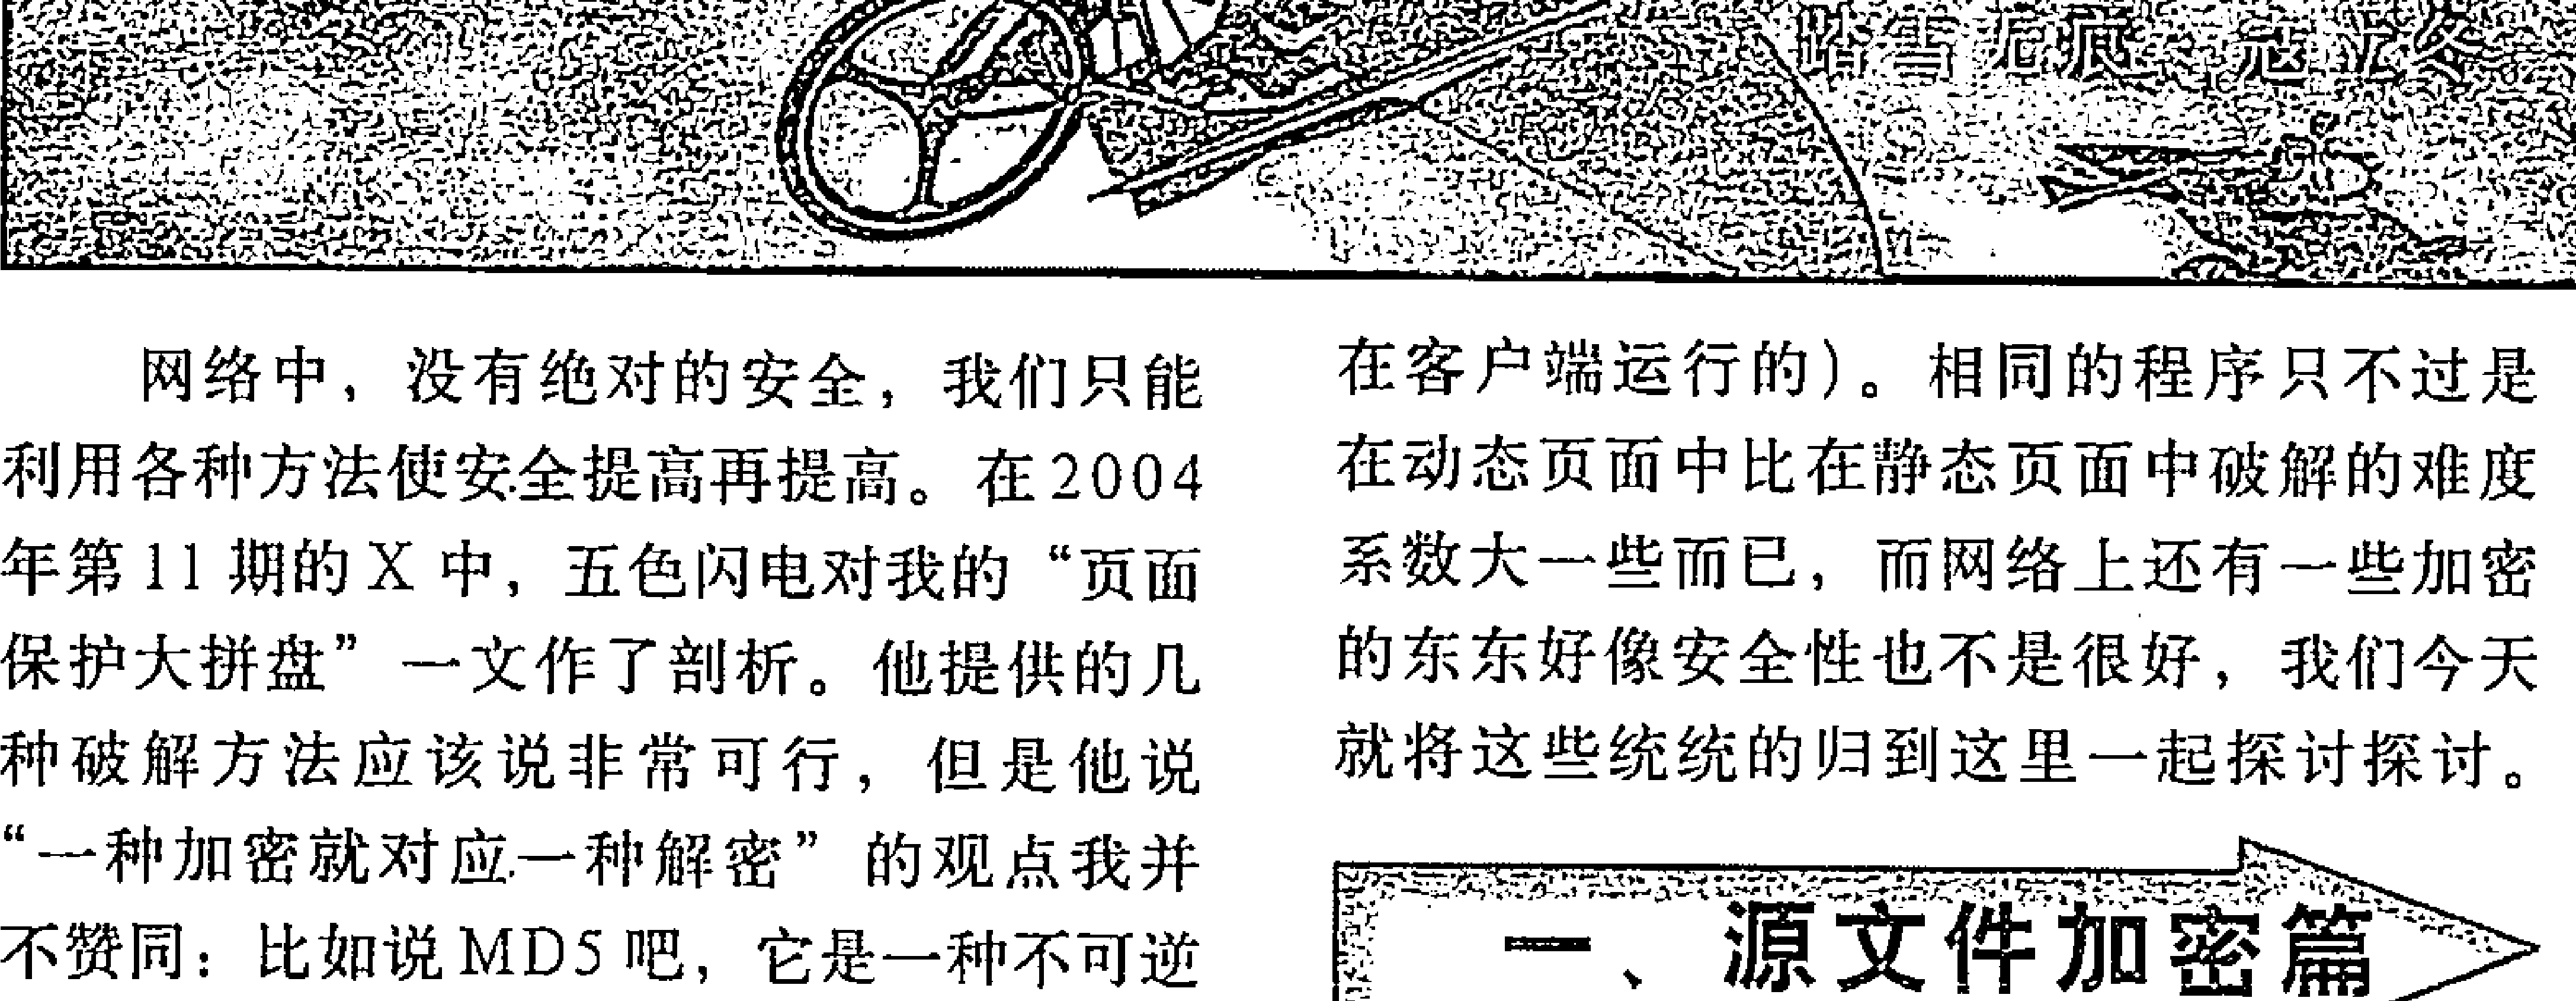 踏雪无痕
网络中，没有绝对的安全，我们只能
利用各种方法使安全提高再提高。在2004
年第11期的X中，五色闪电对我的“页面
保护大拼盘”一文作了剖析。他提供的几
种破解方法应该说非常可行，但是他说
“一种加密就对应一种解密”的观点我并
不赞同：比如说MD5吧，它是一种不可逆
在客户端运行的）。相同的程序只不过是
在动态页面中比在静态页面中破解的难度
系数大一些而已，而网络上还有一些加密
的东东好像安全性也不是很好，我们今天
就将这些统统的归到这里一起探讨探讨。
一、源文件加密篇